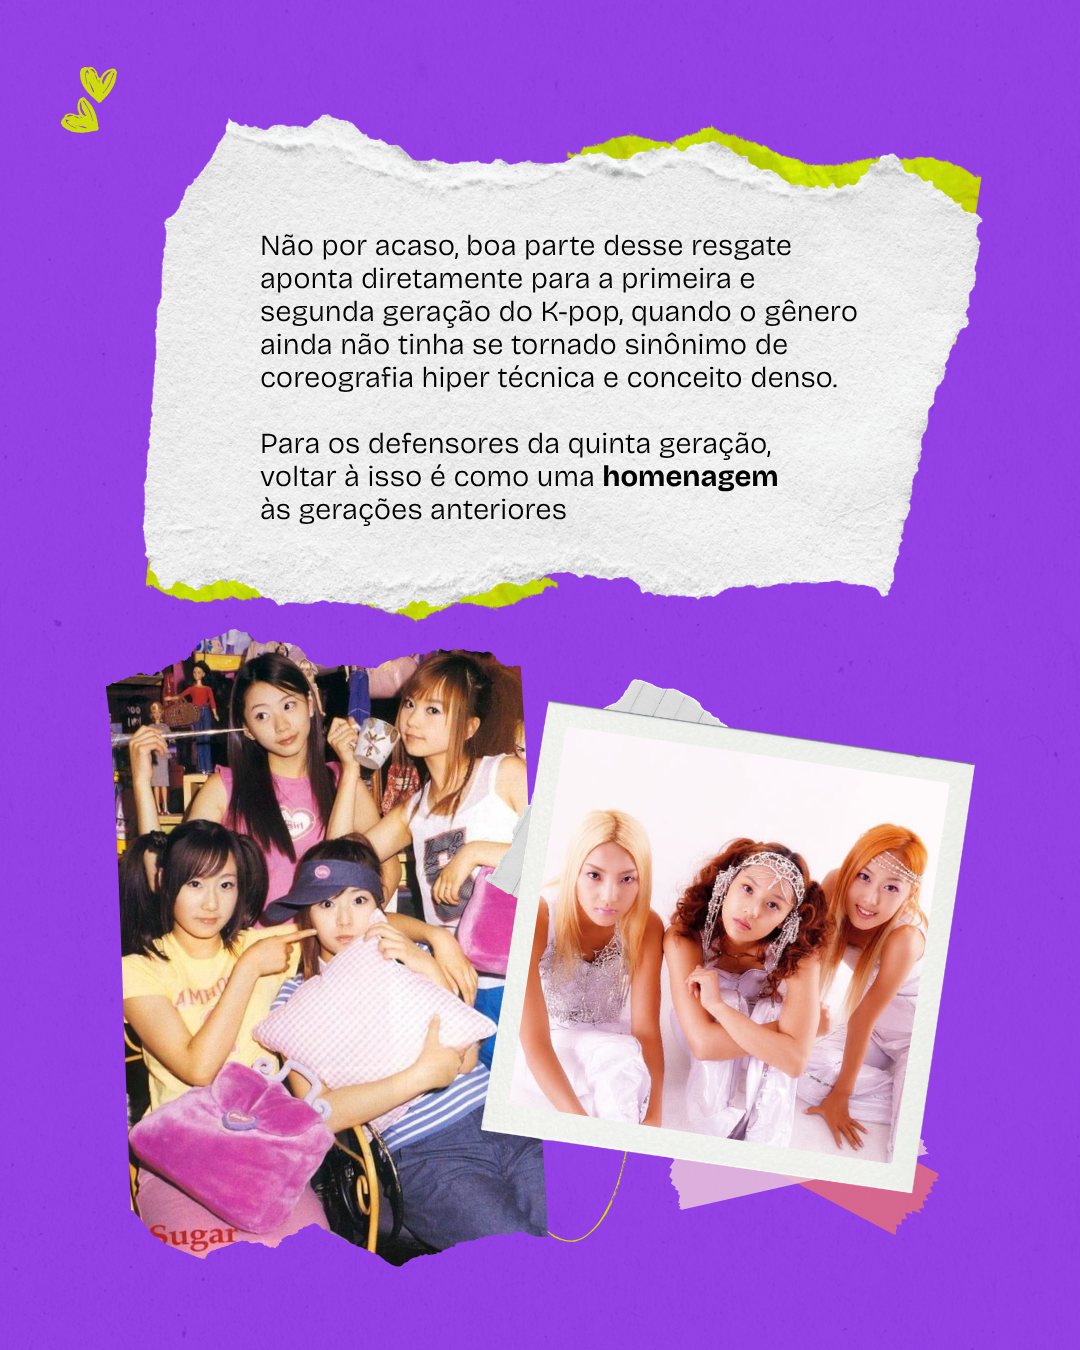 Não por acaso, boa parte desse resgate
aponta diretamente para a primeira e
segunda geração do K-pop, quando o gênero
ainda não tinha se tornado sinônimo de
coreografia hiper técnica e conceito denso.
Para os defensores da quinta geração,
voltar à isso é como uma homenagem
às gerações anteriores
Sugar